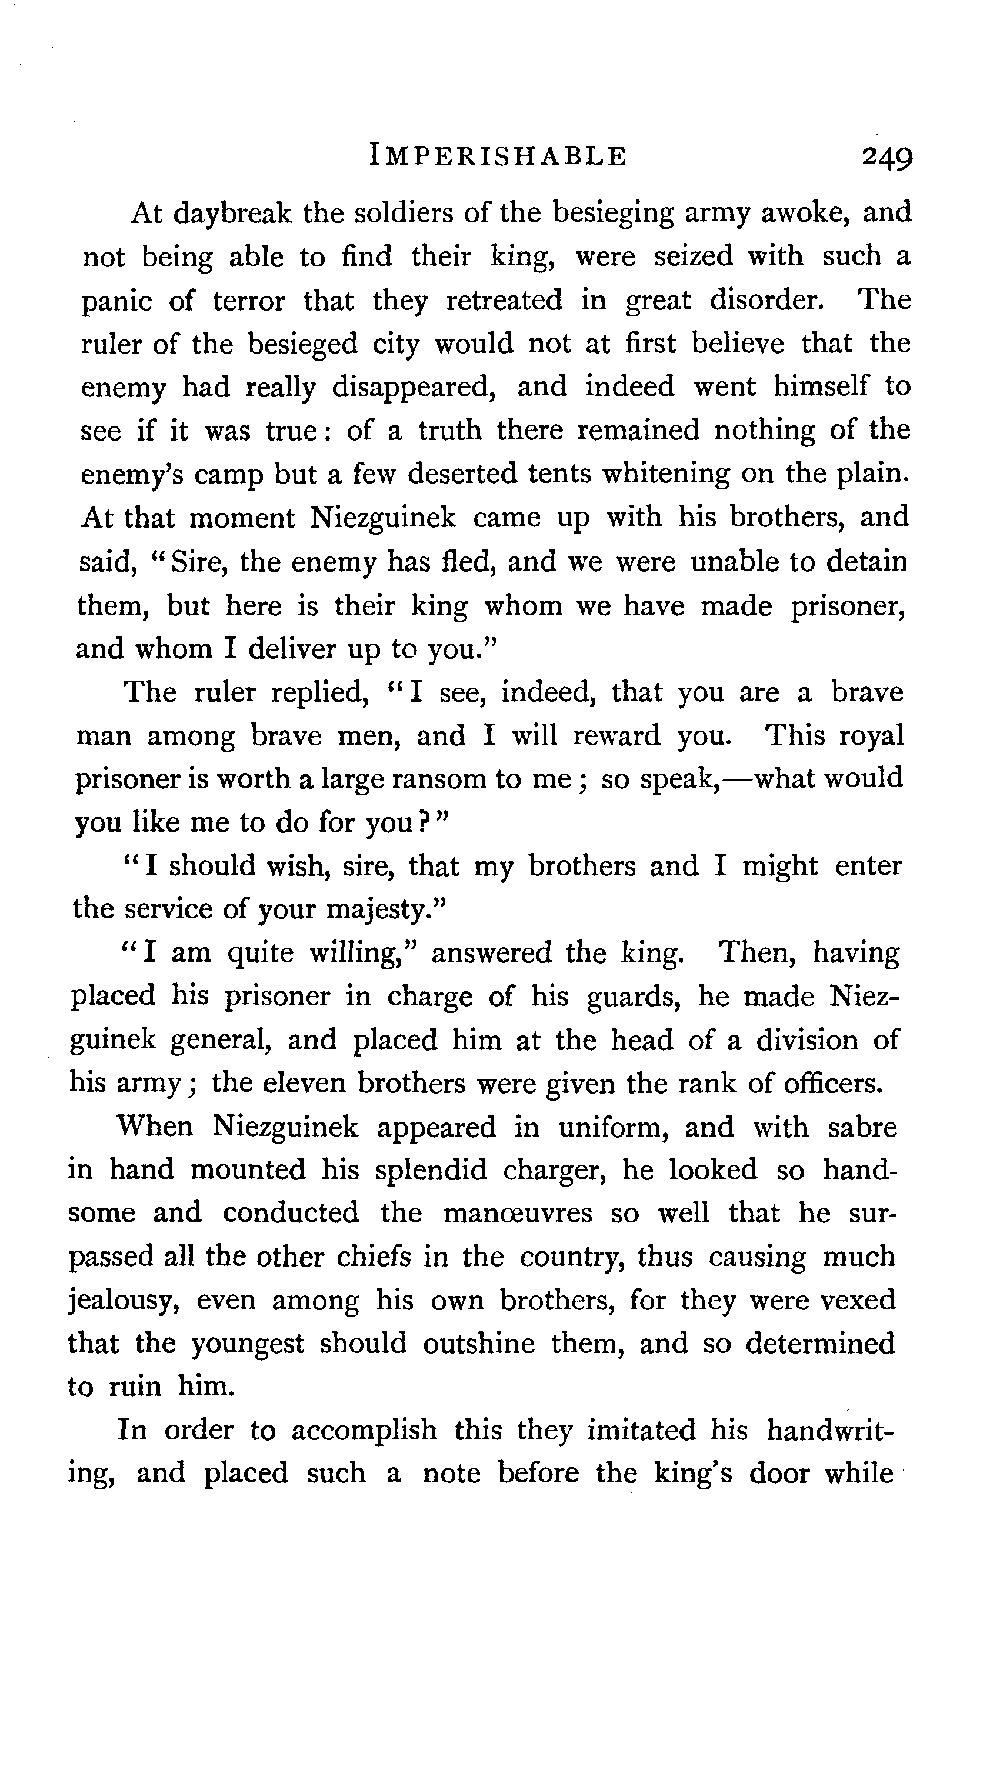 IMPERISHABLE 249
At daybreak the soldiers of the besieging army awoke, and
not being able to find their king, were seized with such a
panic of terror that they retreated in great disorder. The
ruler of the besieged city would not at first believe that the
enemy had really disappeared, and indeed went himself to
see if it was true: of a truth there remained nothing of the
enemy's camp but a few deserted tents whitening on the plain.
At that moment Niezguinek came up with his brothers, and
said, “Sire, the enemy has fled, and we were unable to detain
them, but here is their king whom we have made prisoner,
and whom I deliver up to you.”
The ruler replied, “I see, indeed, that you are a brave
man among brave men, and I will reward you. This royal
prisoner is worth a large ransom to me; so speak,—what would
you like me to do for you?”
“I should wish, sire, that my brothers and I might enter
the service of your majesty.”
“I am quite willing,” answered the king. Then, having
placed his prisoner in charge of his guards, he made Niez-
guinek general, and placed him at the head of a division of
his army; the eleven brothers were given the rank of officers.
When Niezguinek appeared in uniform, and with sabre
in hand mounted his splendid charger, he looked so hand-
some and conducted the manœuvres so well that he sur-
passed all the other chiefs in the country, thus causing much
jealousy, even among his own brothers, for they were vexed
that the youngest should outshine them, and so determined
to ruin him.
In order to accomplish this they imitated his handwrit-
ing, and placed such a note before the king's door while